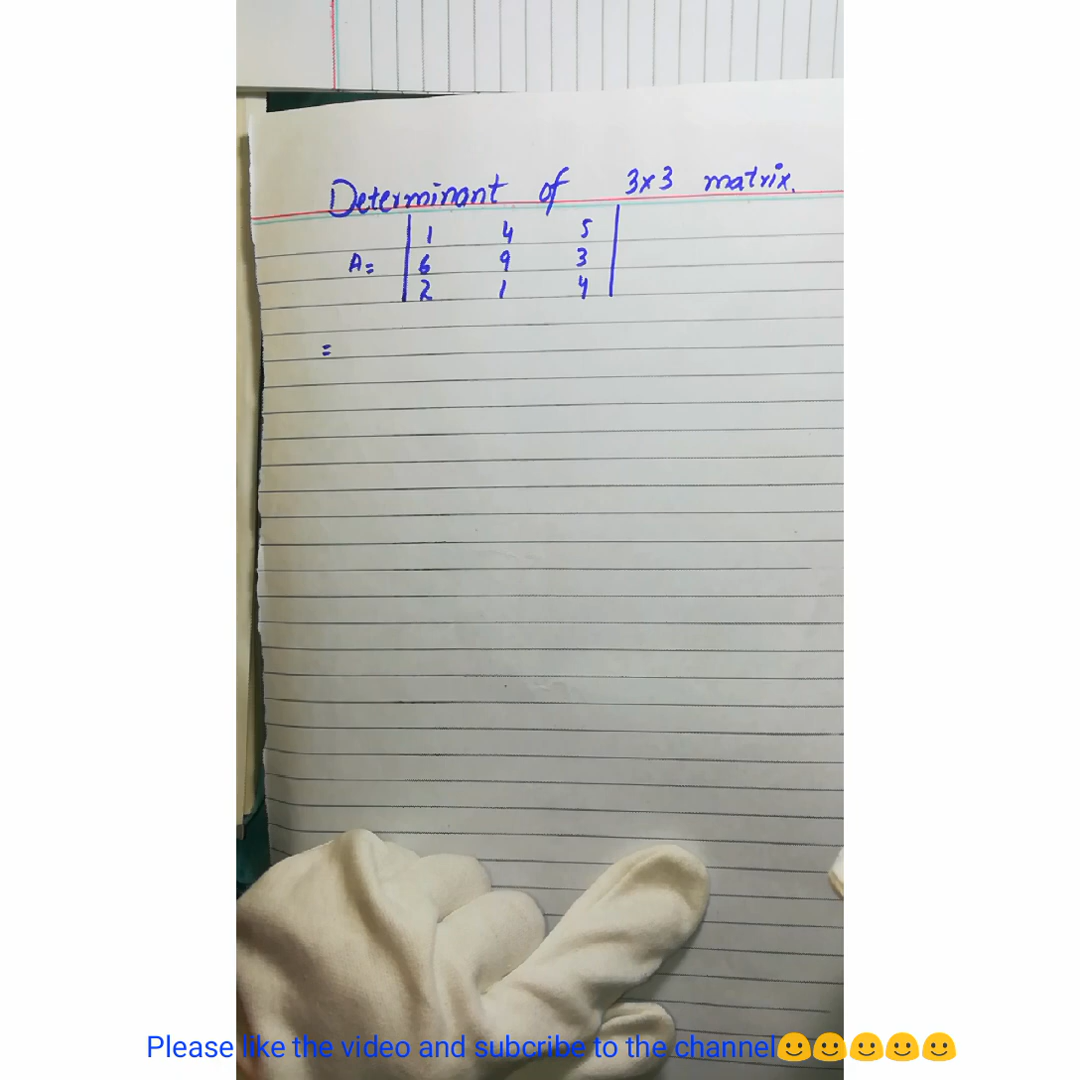 Determinant of 3x3 matrix.
1 4 5
A= 6 9 3
2 1 4
=
Please like the video and subcribe to the channel🙂🙂🙂🙂🙂